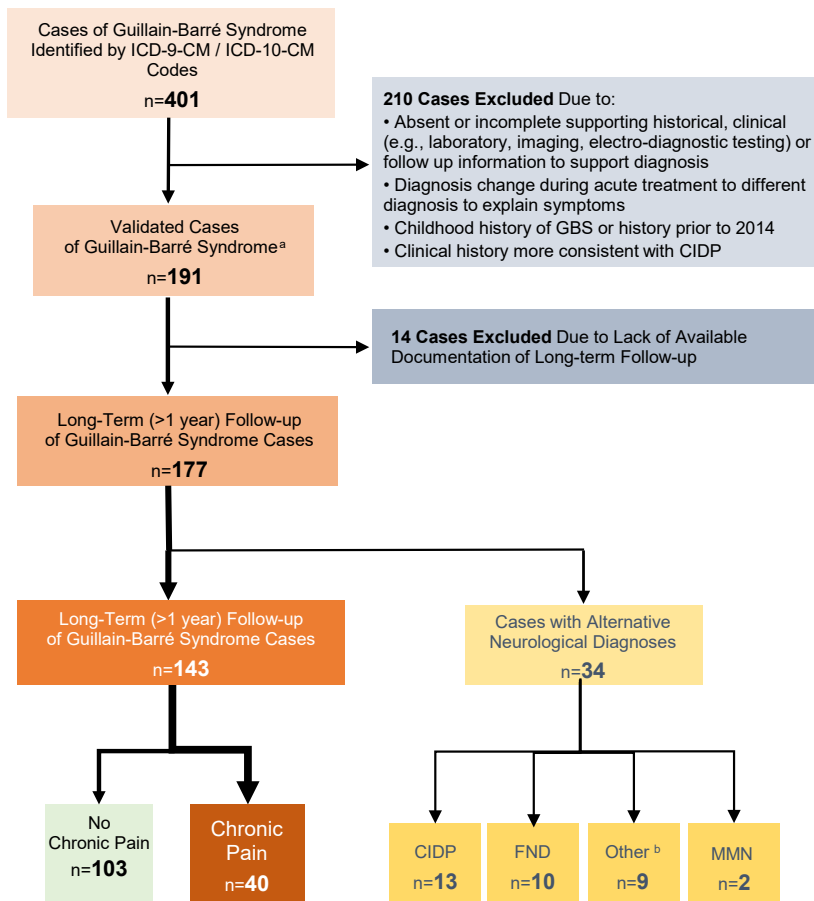 Cases of Guillain-Barré Syndrome
Identified by ICD-9-CM / ICD-10-CM
Codes
n=401
210 Cases Excluded Due to:
• Absent or incomplete supporting historical, clinical
(e.g., laboratory, imaging, electro-diagnostic testing) or
follow up information to support diagnosis
• Diagnosis change during acute treatment to different
diagnosis to explain symptoms
• Childhood history of GBS or history prior to 2014
• Clinical history more consistent with CIDP
Validated Cases
of Guillain-Barré Syndrome a
n=191
14 Cases Excluded Due to Lack of Available
Documentation of Long-term Follow-up
Long-Term (>1 year) Follow-up
of Guillain-Barré Syndrome Cases
n=177
Long-Term (>1 year) Follow-up
of Guillain-Barré Syndrome Cases
n=143
Cases with Alternative
Neurological Diagnoses
n=34
No
Chronic Pain
n=103
Chronic
Pain
n=40
CIDP
n=13
FND
n=10
Other b
n=9
MMN
n=2